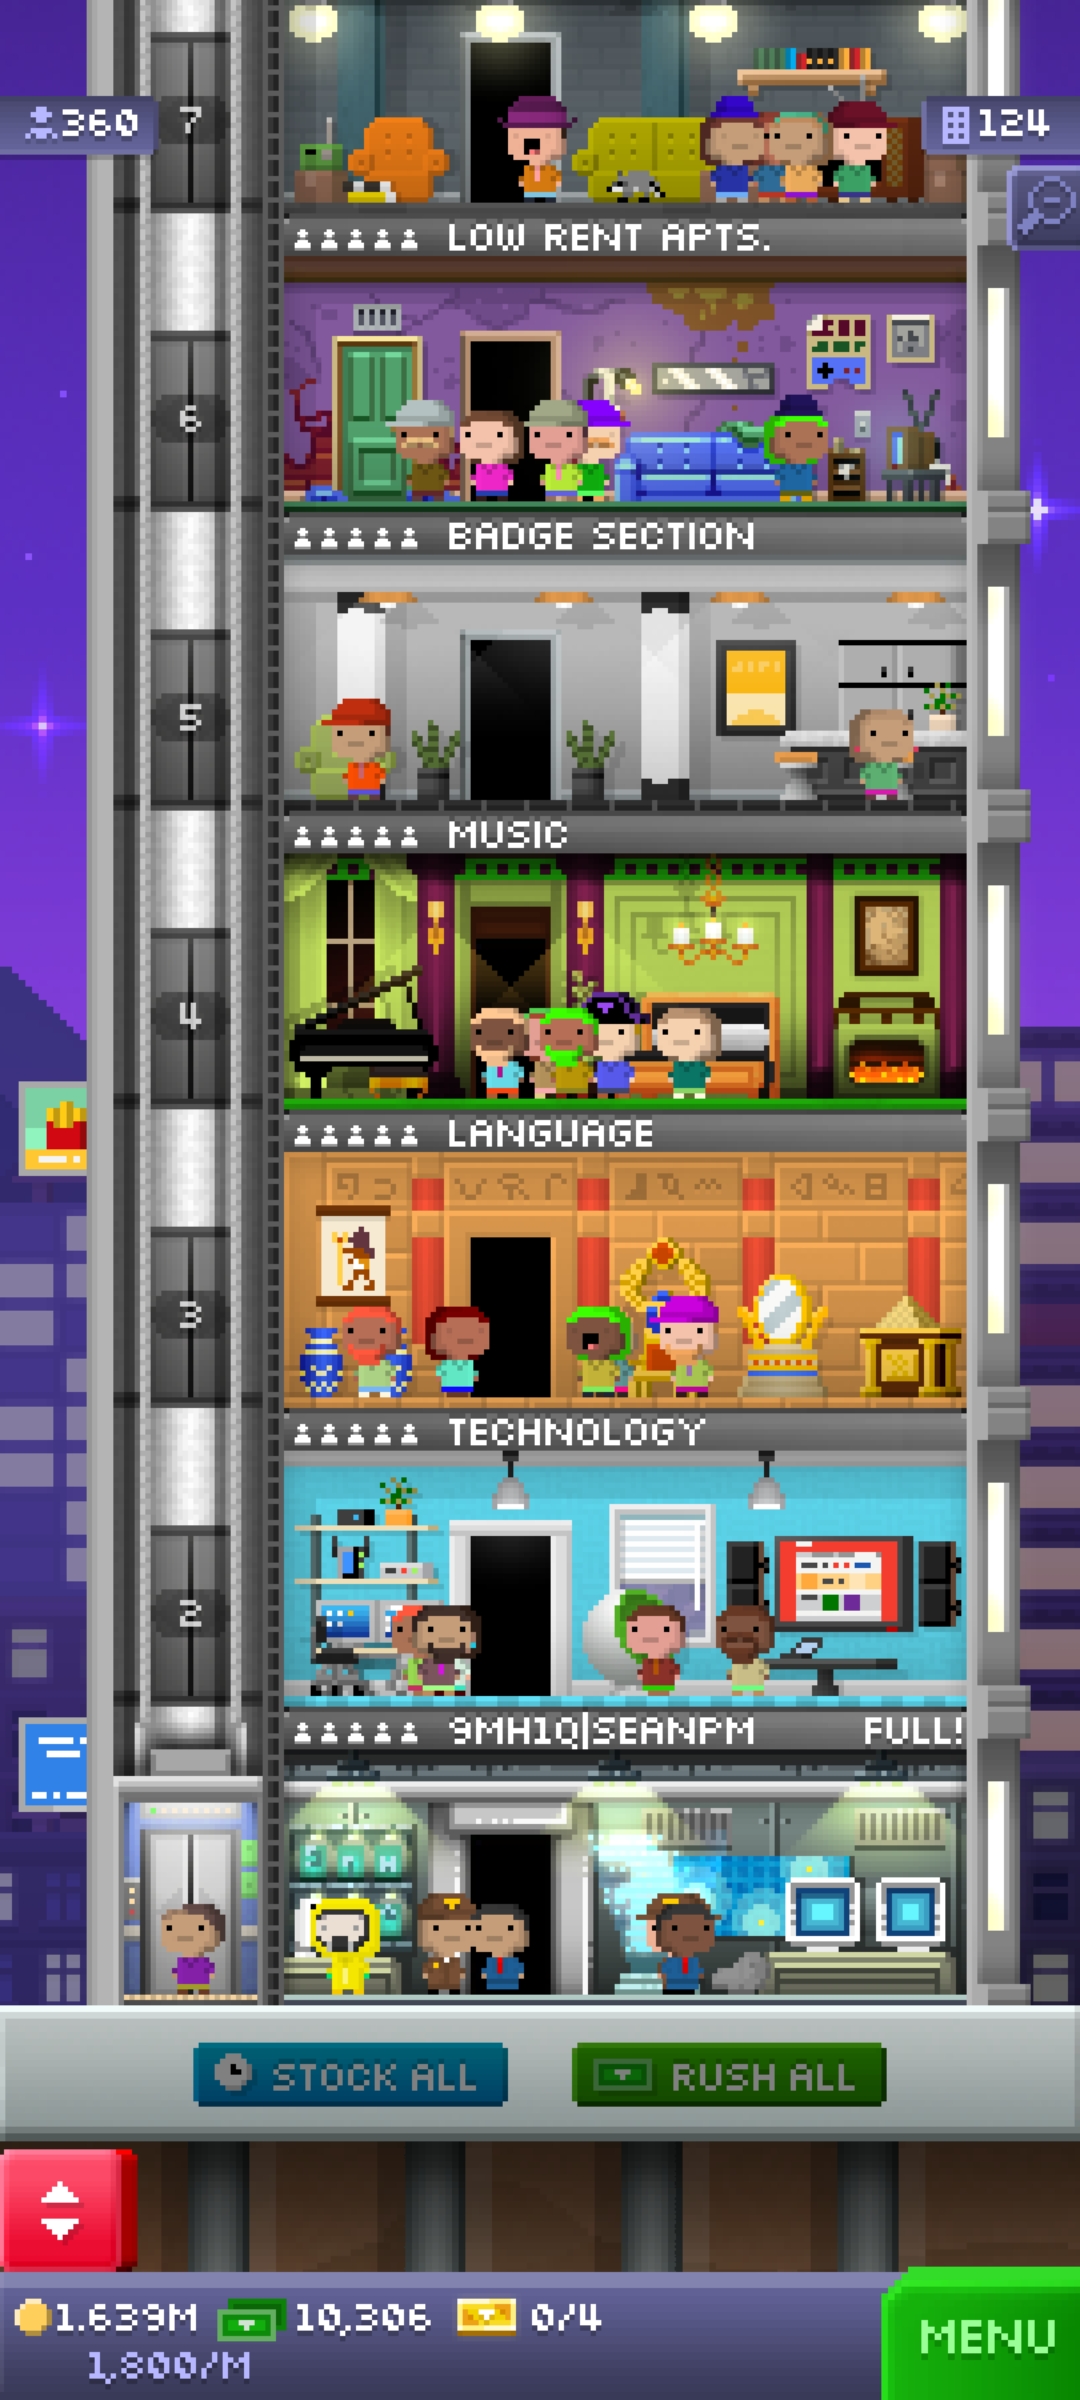 360
7
124
LOW RENT APTS.
6
BADGE SECTION
5
MUSIC
4
LANGUAGE
3
TECHNOLOGY
2
9MH1Q|SEANPM FULL!
STOCK ALL
RUSH ALL
1.639M 10,306 0/4
1,800/M
MENU